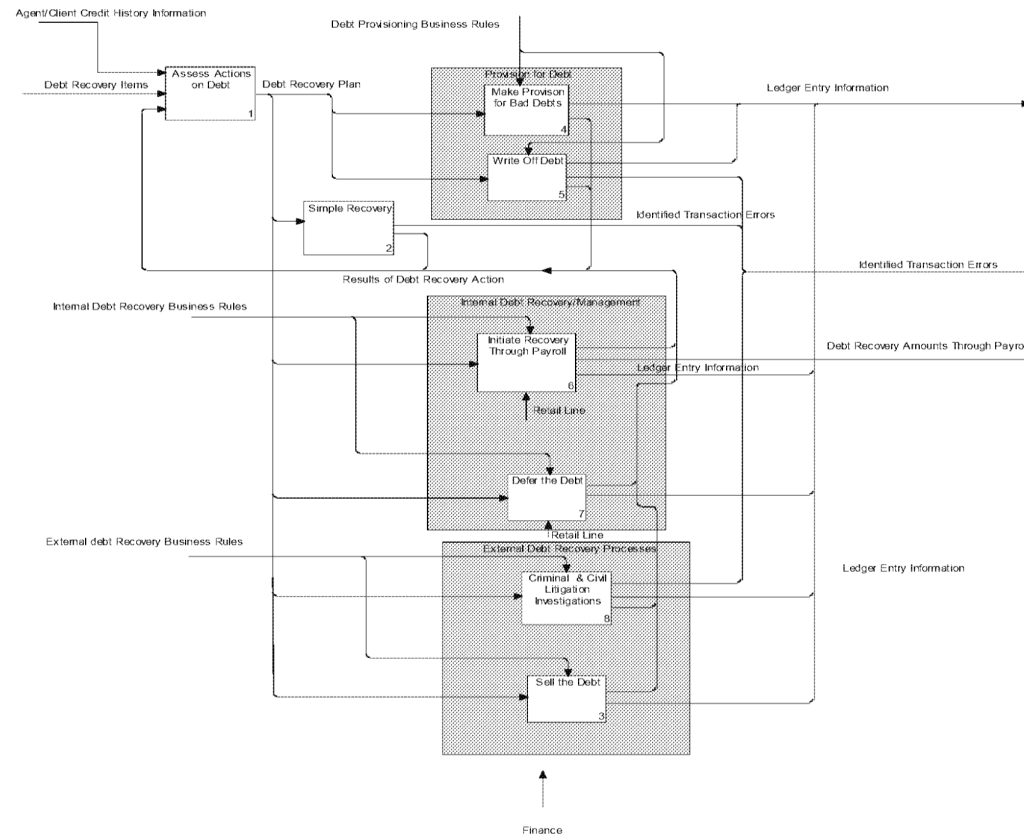 Agent/Client Credit History Information
Debt Provisioning Business Rules
Debt Recovery Items
Assess Actions
on Debt
1
Debt Recovery Plan
Provision for Debt
Make Provison
for Bad Debts
4
Ledger Entry Information
Write Off Debt
5
Simple Recovery
2
Identified Transaction Errors
Identified Transaction Errors
Results of Debt Recovery Action
Internal Debt Recovery Business Rules
Internal Debt Recovery/Management
Initiate Recovery
Through Payroll
6
Debt Recovery Amounts Through Payro
Ledger Entry Information
Retail Line
Defer the Debt
7
Retail Line
External debt Recovery Business Rules
External Debt Recovery Processes
Criminal & Civil
Litigation
Investigations
8
Ledger Entry Information
Sell the Debt
3
Finance